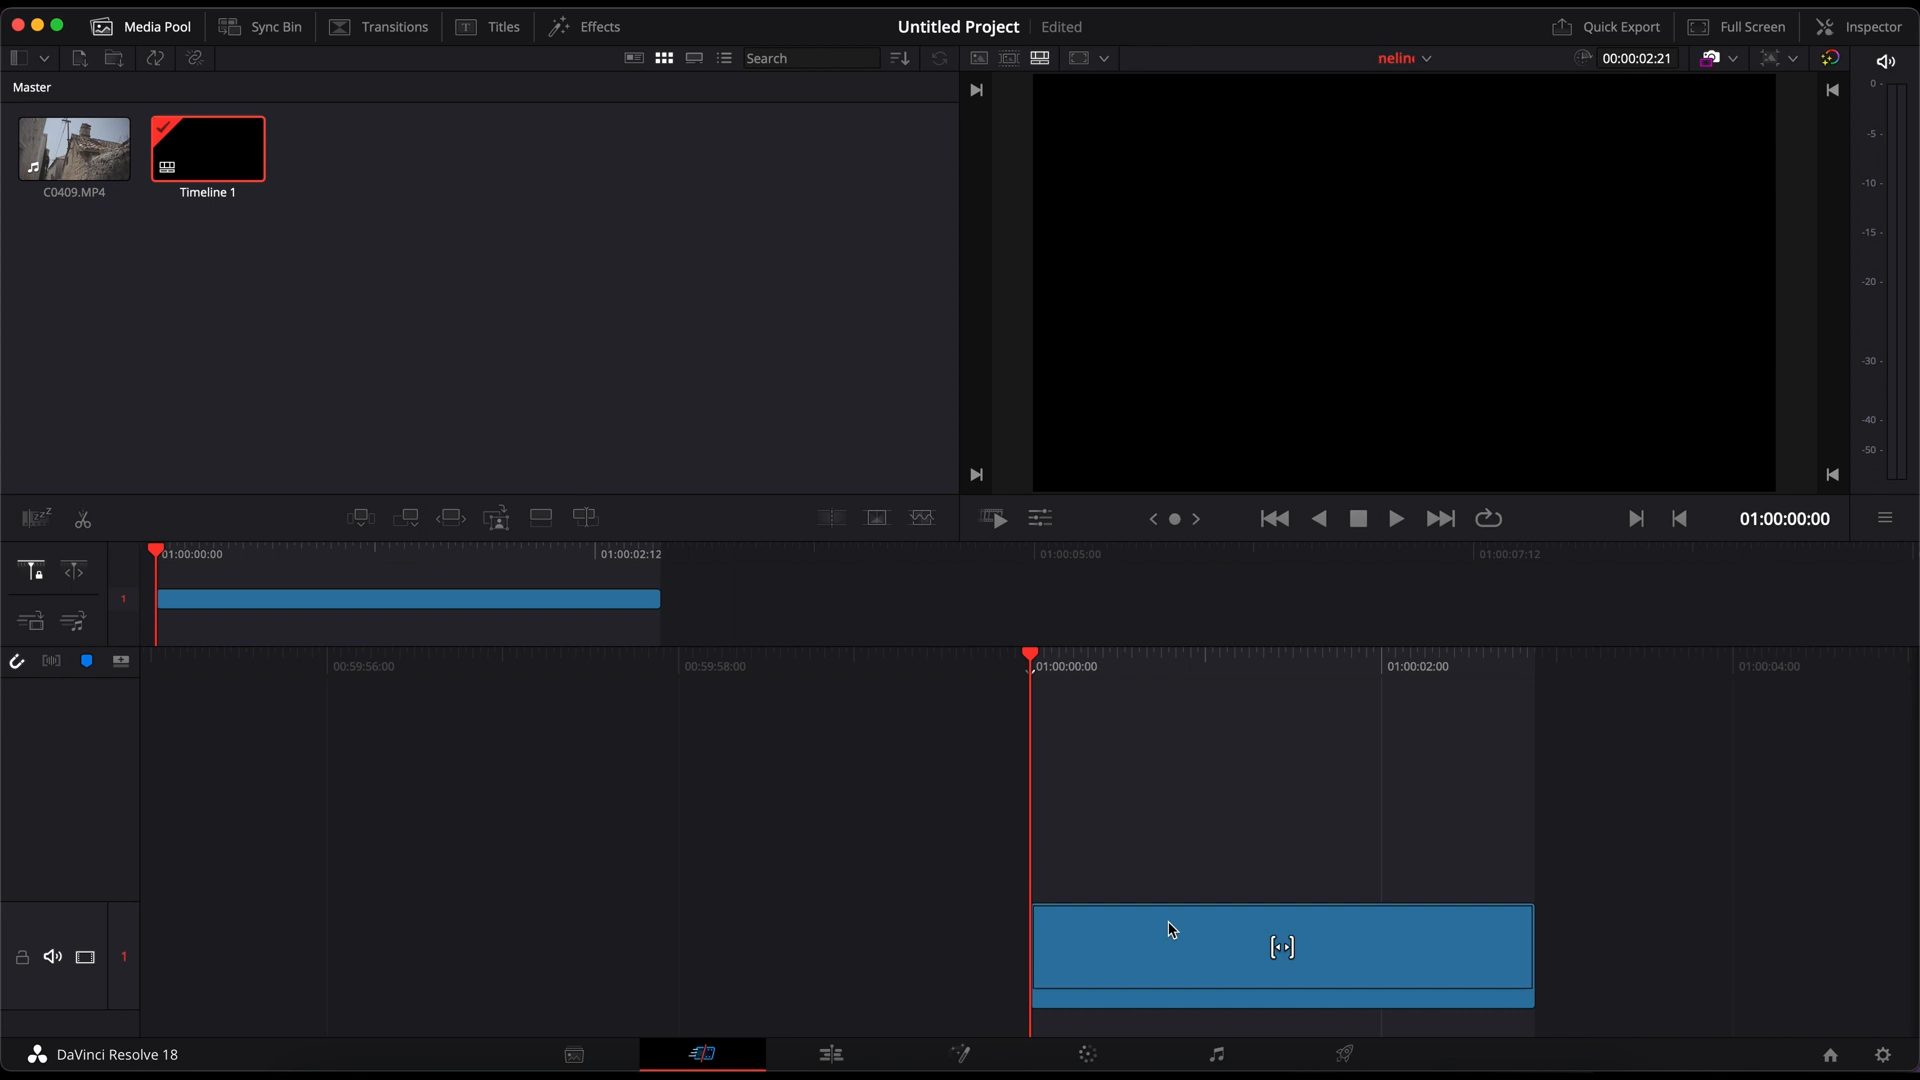 Media Pool
Sync Bin
Transitions
Titles
Effects
Untitled Project
Edited
Quick Export
Full Screen
Inspector
Search
nelin
00:00:02:21
Master
C0409.MP4
Timeline 1
0
-5
-10
-15
-20
-30
-40
-50
01:00:00:00
01:00:00:00
01:00:02:12
01:00:05:00
01:00:07:12
1
00:59:56:00
00:59:58:00
01:00:00:00
01:00:02:00
01:00:04:00
1
DaVinci Resolve 18